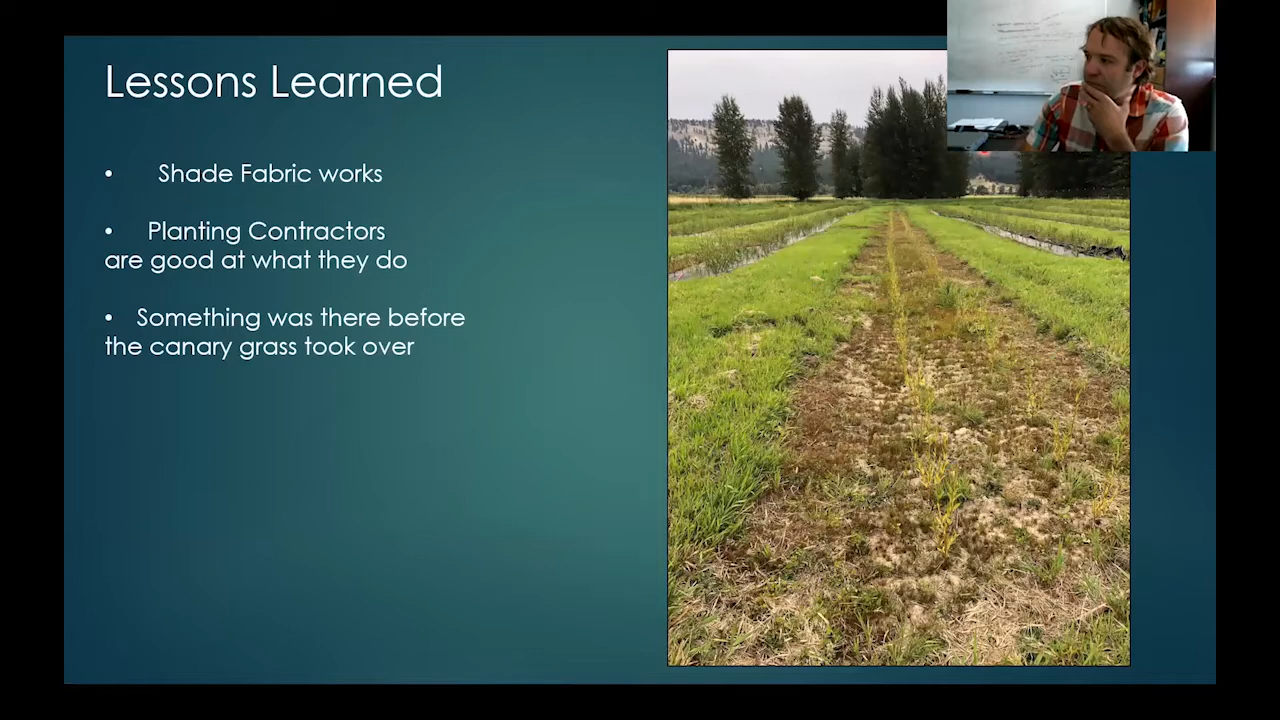 Lessons Learned
• Shade Fabric works
• Planting Contractors
are good at what they do
• Something was there before
the canary grass took over